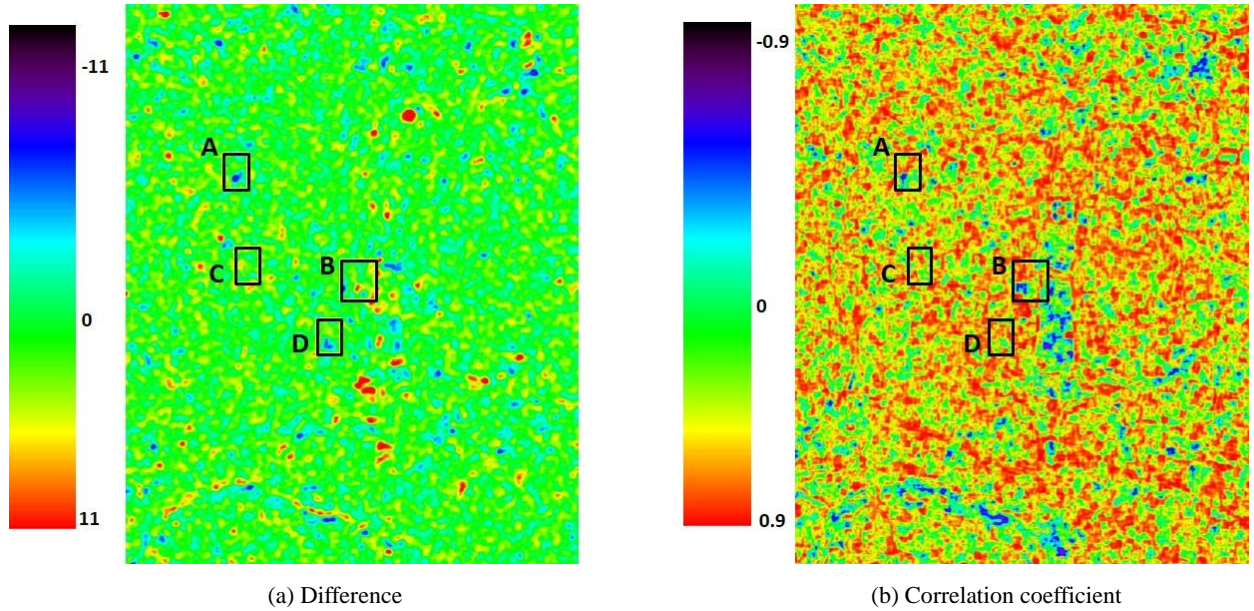 -11
0
11
A
B
C
D
(a) Difference
-0.9
0
0.9
A
B
C
D
(b) Correlation coefficient